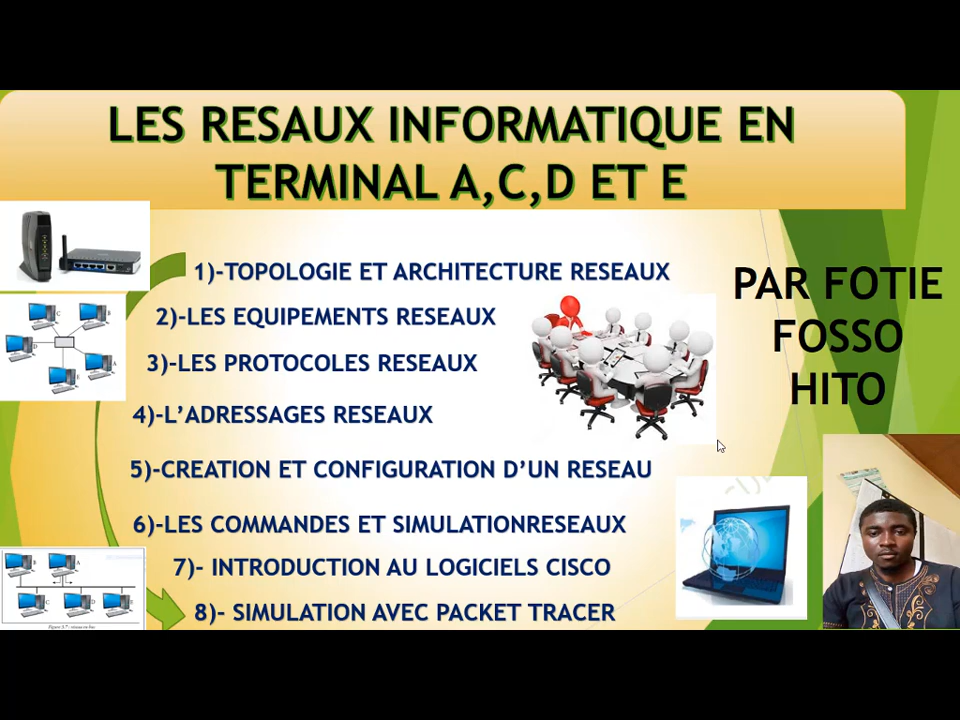 LES RESAUX INFORMATIQUE EN
TERMINAL A,C,D ET E
1)-TOPOLOGIE ET ARCHITECTURE RESEAUX
2)-LES EQUIPEMENTS RESEAUX
3)-LES PROTOCOLES RESEAUX
4)-L’ADRESSAGES RESEAUX
5)-CREATION ET CONFIGURATION D’UN RESEAU
6)-LES COMMANDES ET SIMULATIONRESEAUX
7)- INTRODUCTION AU LOGICIELS CISCO
8)- SIMULATION AVEC PACKET TRACER
PAR FOTIE
FOSSO
HITO
C
B
D
A
E
B
A
C
D
E